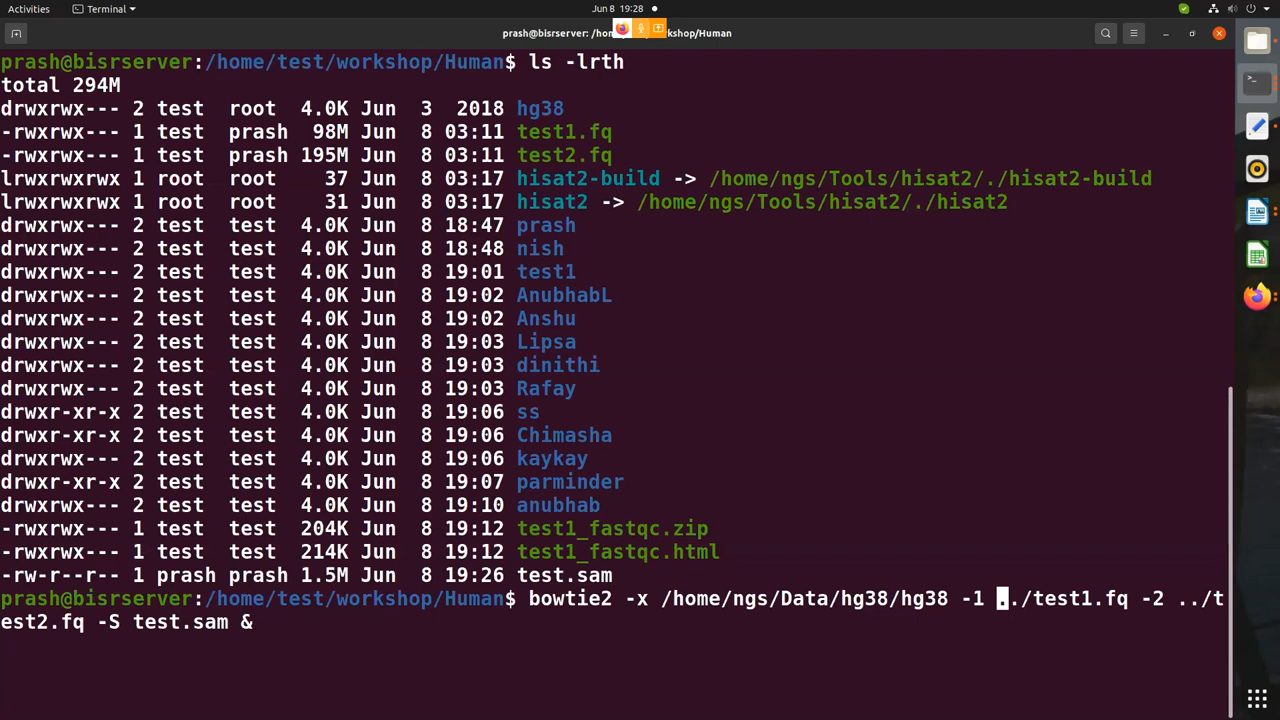 Activities
Terminal
Jun 8 19:28
prash@bisrserver: /hom
kshop/Human
prash@bisrserver:/home/test/workshop/Human$ ls -lrth
total 294M
drwxrwx--- 2 test  root  4.0K Jun  3  2018 hg38
-rwxrwx--- 1 test  prash  98M Jun  8 03:11 test1.fq
-rwxrwx--- 1 test  prash 195M Jun  8 03:11 test2.fq
lrwxrwxrwx 1 root  root    37 Jun  8 03:17 hisat2-build -> /home/ngs/Tools/hisat2/./hisat2-build
lrwxrwxrwx 1 root  root    31 Jun  8 03:17 hisat2 -> /home/ngs/Tools/hisat2/./hisat2
drwxrwx--- 2 test  test  4.0K Jun  8 18:47 prash
drwxrwx--- 2 test  test  4.0K Jun  8 18:48 nish
drwxrwx--- 2 test  test  4.0K Jun  8 19:01 test1
drwxrwx--- 2 test  test  4.0K Jun  8 19:02 AnubhabL
drwxrwx--- 2 test  test  4.0K Jun  8 19:02 Anshu
drwxrwx--- 2 test  test  4.0K Jun  8 19:03 Lipsa
drwxrwx--- 2 test  test  4.0K Jun  8 19:03 dinithi
drwxrwx--- 2 test  test  4.0K Jun  8 19:03 Rafay
drwxr-xr-x 2 test  test  4.0K Jun  8 19:06 ss
drwxr-xr-x 2 test  test  4.0K Jun  8 19:06 Chimasha
drwxrwx--- 2 test  test  4.0K Jun  8 19:06 kaykay
drwxr-xr-x 2 test  test  4.0K Jun  8 19:07 parminder
drwxrwx--- 2 test  test  4.0K Jun  8 19:10 anubhab
-rwxrwx--- 1 test  test  204K Jun  8 19:12 test1_fastqc.zip
-rwxrwx--- 1 test  test  214K Jun  8 19:12 test1_fastqc.html
-rw-r--r-- 1 prash prash 1.5M Jun  8 19:26 test.sam
prash@bisrserver:/home/test/workshop/Human$ bowtie2 -x /home/ngs/Data/hg38/hg38 -1 ../test1.fq -2 ../t
est2.fq -S test.sam &